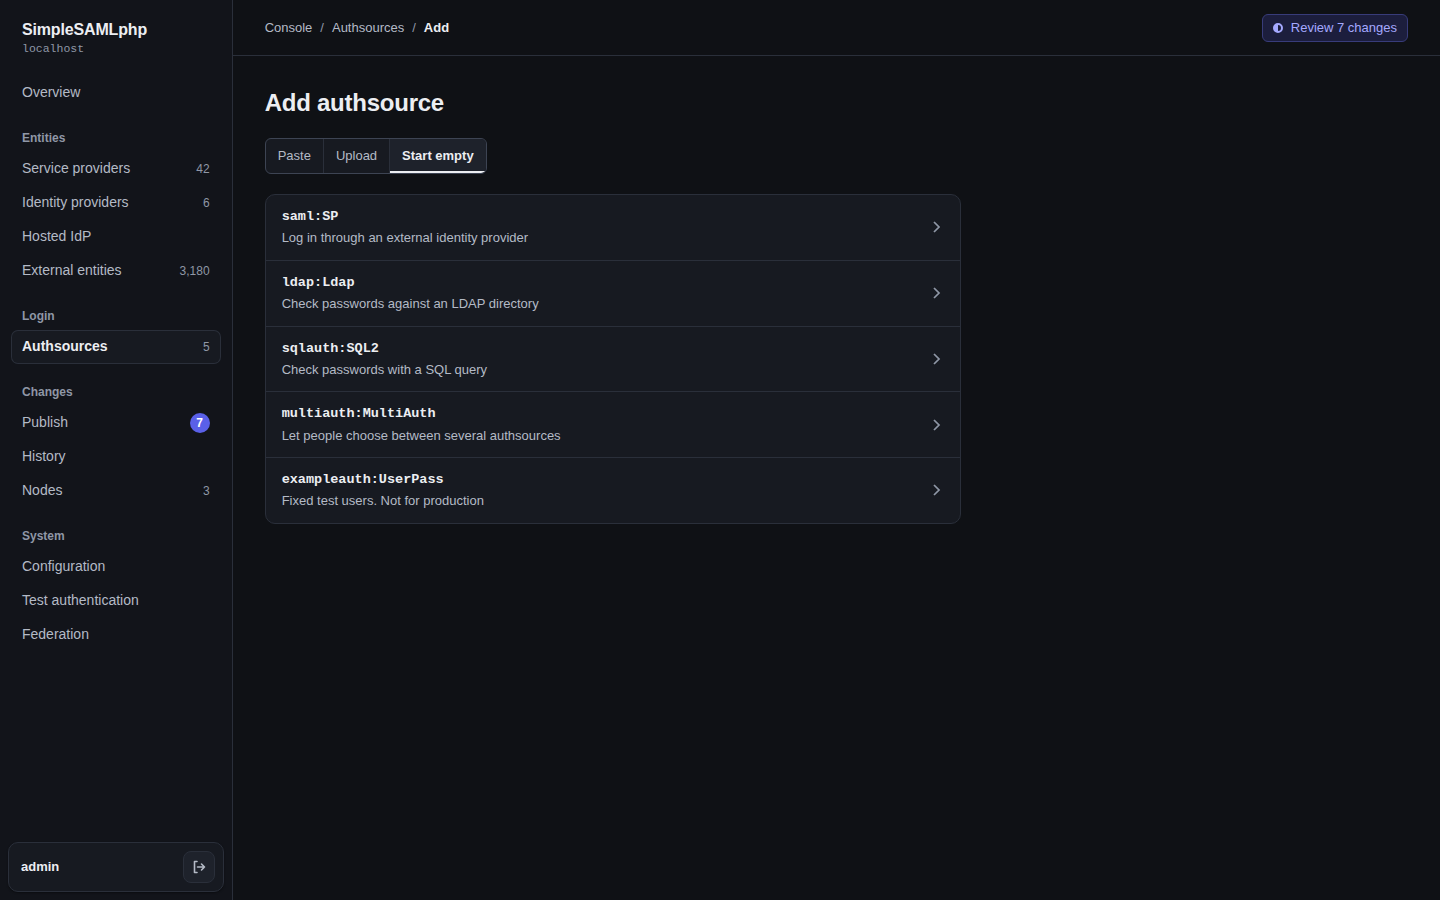 SimpleSAMLphp
localhost
Overview
Entities
Service providers 42
Identity providers 6
Hosted IdP
External entities 3,180
Login
Authsources 5
Changes
Publish 7
History
Nodes 3
System
Configuration
Test authentication
Federation
admin
Console / Authsources / Add
Review 7 changes
Add authsource
Paste Upload Start empty
saml:SP
Log in through an external identity provider
ldap:Ldap
Check passwords against an LDAP directory
sqlauth:SQL2
Check passwords with a SQL query
multiauth:MultiAuth
Let people choose between several authsources
exampleauth:UserPass
Fixed test users. Not for production